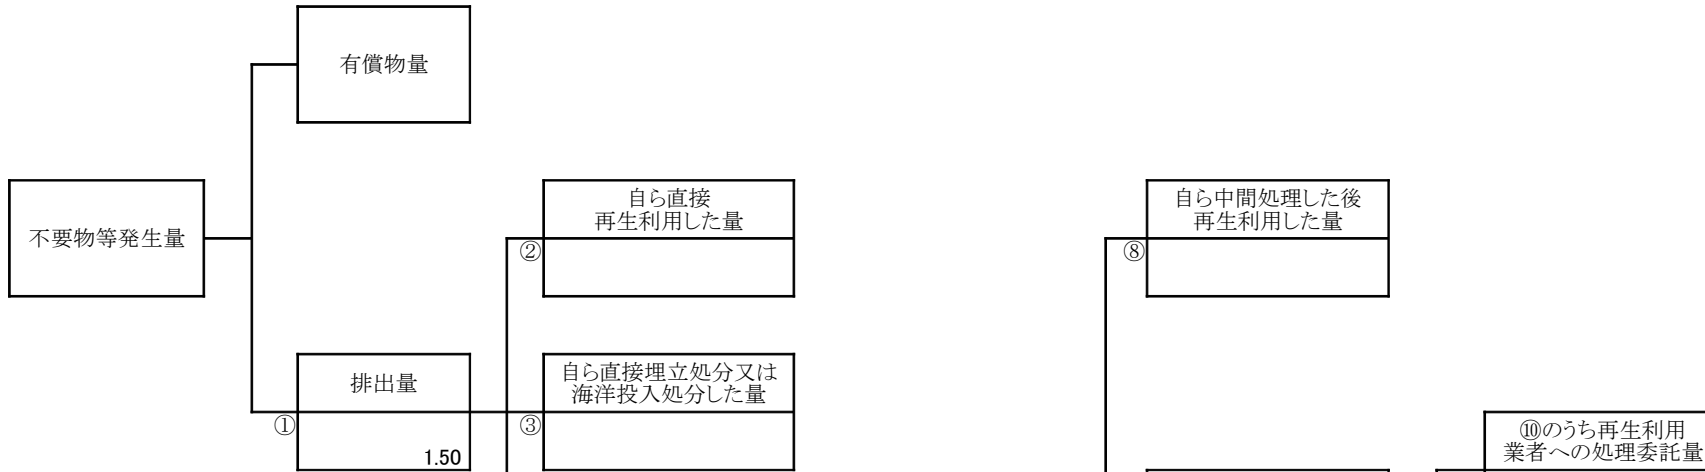 有償物量
不要物等発生量
自ら直接
再生利用した量
②
自ら中間処理した後
再生利用した量
⑧
排出量
①
1.50
自ら直接埋立処分又は
海洋投入処分した量
③
⑩のうち再生利用
業者への処理委託量